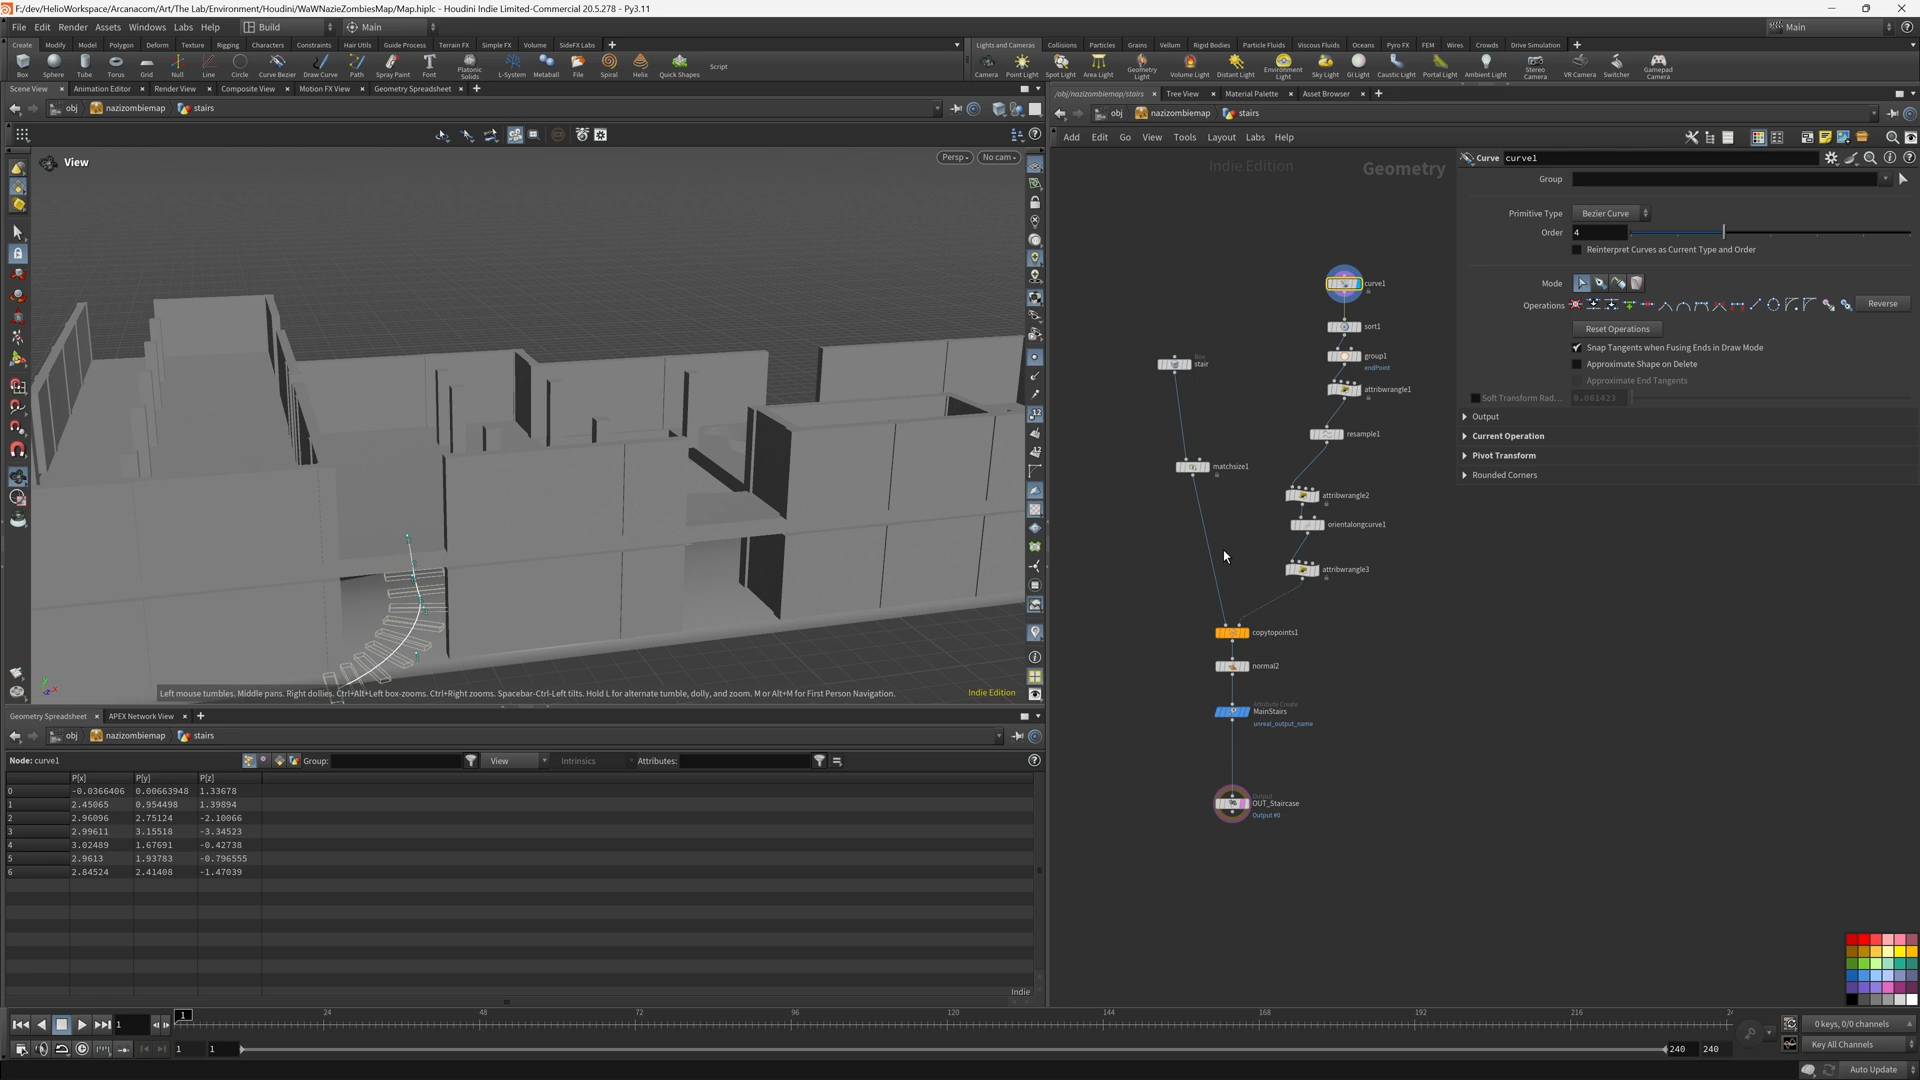 F:/dev/HelioWorkspace/Arcanacom/Art/The Lab/Environment/Houdini/WaWNazieZombiesMap/Map.hiplc - Houdini Indie Limited-Commercial 20.5.278 - Py3.11
File Edit Render Assets Windows Labs Help Build Main Main
Create Modify Model Polygon Deform Texture Rigging Characters Constraints Hair Utils Guide Process Terrain FX Simple FX Volume SideFX Labs
Box Sphere Tube Torus Grid Null Line Circle Curve Bezier Draw Curve Path Spray Paint Font Platonic Solids L-System Metaball File Spiral Helix Quick Shapes Script
Lights and Cameras Collisions Particles Grains Vellum Rigid Bodies Particle Fluids Viscous Fluids Oceans Pyro FX FEM Wires Crowds Drive Simulation
Camera Point Light Spot Light Area Light Geometry Light Volume Light Distant Light Environment Light Sky Light GI Light Caustic Light Portal Light Ambient Light Stereo Camera VR Camera Switcher Gamepad Camera
Scene View Animation Editor Render View Composite View Motion FX View Geometry Spreadsheet
obj nazizombiemap stairs
View
Persp No cam
Left mouse tumbles. Middle pans. Right dollies. Ctrl+Alt+Left box-zooms. Ctrl+Right zooms. Spacebar-Ctrl-Left tilts. Hold L for alternate tumble, dolly, and zoom. M or Alt+M for First Person Navigation.
Indie Edition
Geometry Spreadsheet APEX Network View
obj nazizombiemap stairs
Node: curve1 Group: View Intrinsics Attributes:
P[x] P[y] P[z]
0 -0.0366406 0.00663948 1.33678
1 2.45065 0.954498 1.39894
2 2.96096 2.75124 -2.10066
3 2.99611 3.15518 -3.34523
4 3.02489 1.67691 -0.42738
5 2.9613 1.93783 -0.796555
6 2.84524 2.41408 -1.47039
Indie
/obj/nazizombiemap/stairs Tree View Material Palette Asset Browser
obj nazizombiemap stairs
Add Edit Go View Tools Layout Labs Help
Indie Edition
Geometry
curve1
sort1
group1
endPoint
attribwrangle1
resample1
attribwrangle2
orientalongcurve1
attribwrangle3
Box
stair
matchsize1
copytopoints1
normal2
Attribute Create
MainStairs
unreal_output_name
Output
OUT_Staircase
Output #0
Curve curve1
Group
Primitive Type Bezier Curve
Order 4
Reinterpret Curves as Current Type and Order
Mode
Operations Reverse
Reset Operations
Snap Tangents when Fusing Ends in Draw Mode
Approximate Shape on Delete
Approximate End Tangents
Soft Transform Rad... 0.061423
Output
Current Operation
Pivot Transform
Rounded Corners
1 1 24 48 72 96 120 144 168 192 216
1 1 240 240
0 keys, 0/0 channels
Key All Channels
Auto Update